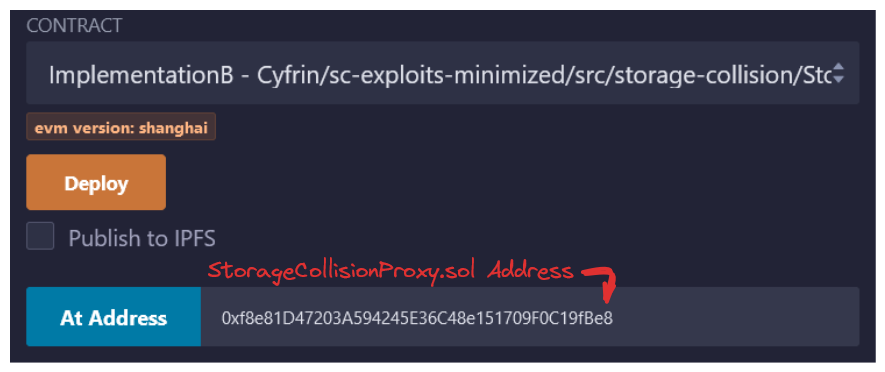 CONTRACT
ImplementationB - Cyfrin/sc-exploits-minimized/src/storage-collision/Sto
evm version: shanghai
Deploy
Publish to IPFS
StorageCollisionProxy.sol Address
At Address 0xf8e81D47203A594245E36C48e151709F0C19fBe8